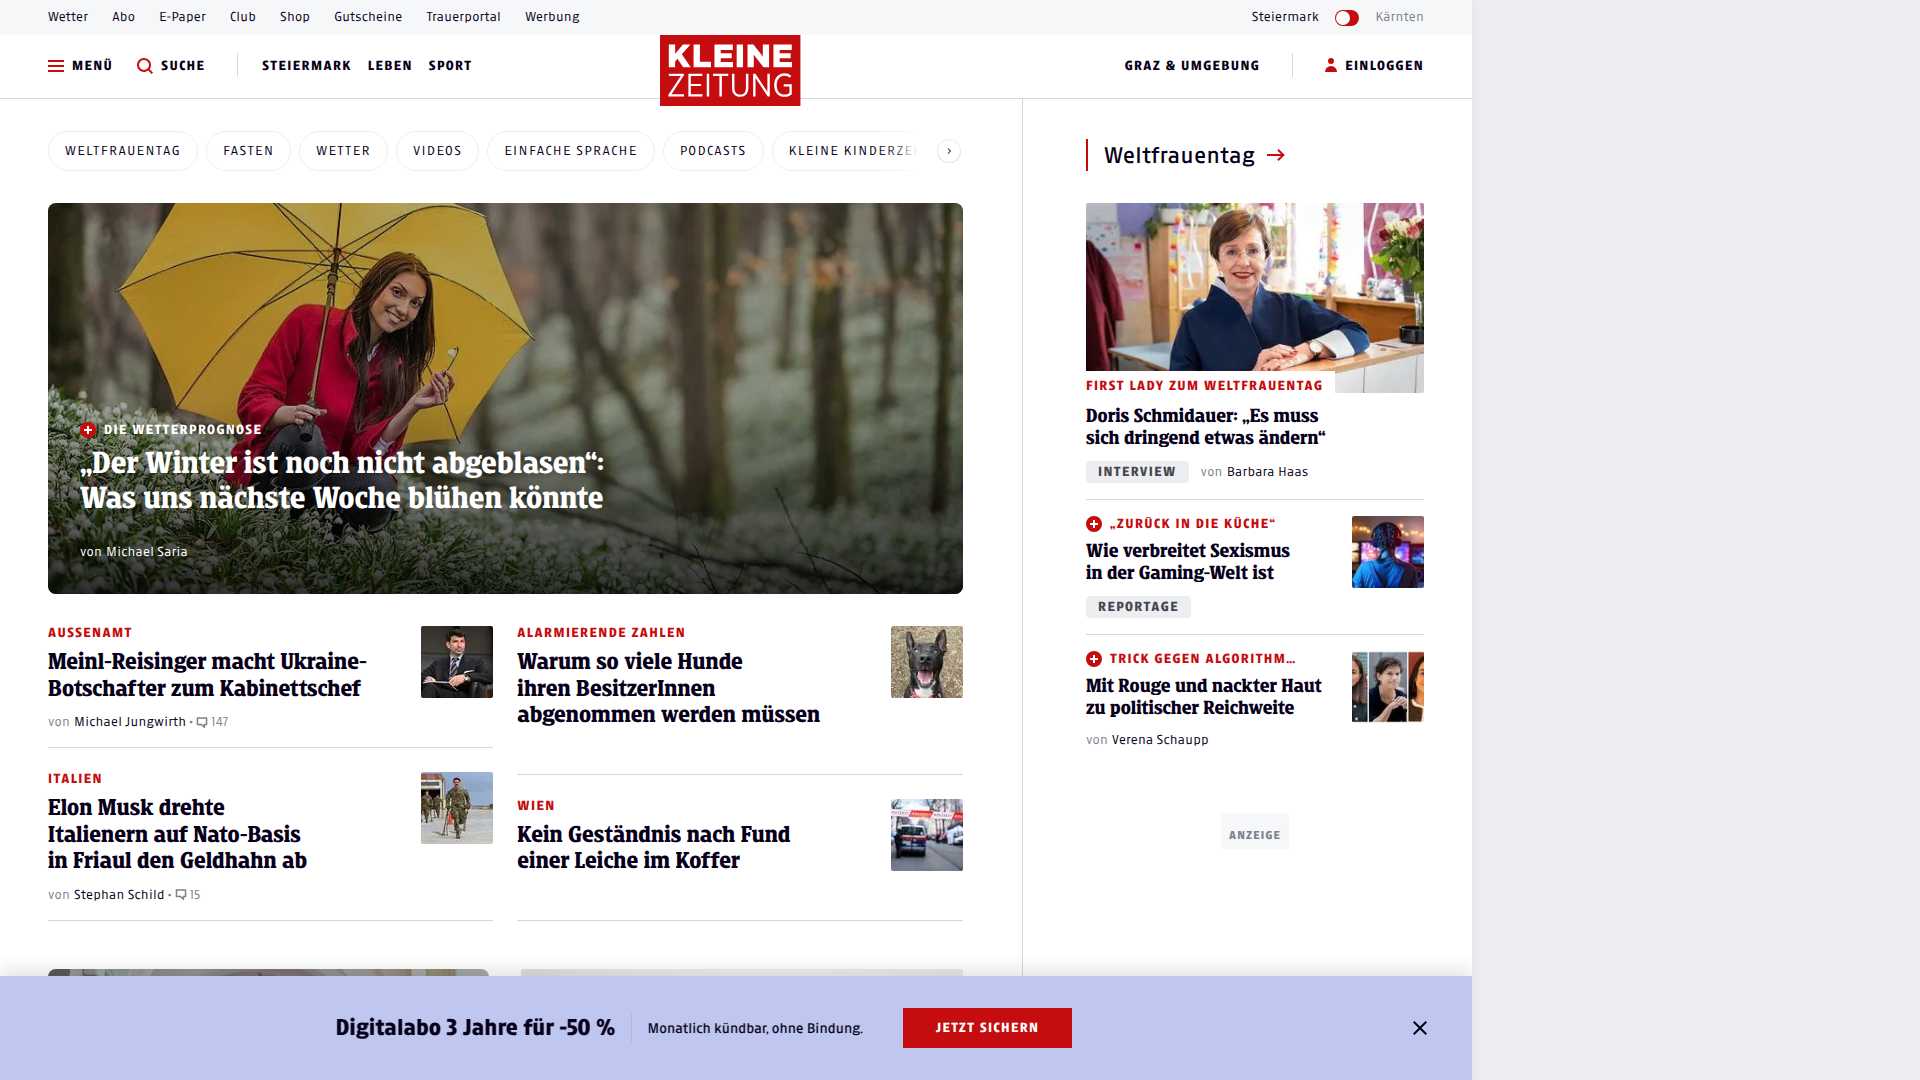 Wetter Abo E-Paper Club Shop Gutscheine Trauerportal Werbung Steiermark Kärnten
MENÜ SUCHE STEIERMARK LEBEN SPORT KLEINE ZEITUNG GRAZ & UMGEBUNG EINLOGGEN
WELTFRAUENTAG FASTEN WETTER VIDEOS EINFACHE SPRACHE PODCASTS KLEINE
DIE WETTERPROGNOSE
„Der Winter ist noch nicht abgeblasen“:
Was uns nächste Woche blühen könnte
von Michael Saria
AUSSENAMT
Meinl-Reisinger macht Ukraine-
Botschafter zum Kabinettschef
von Michael Jungwirth • 147
ALARMIERENDE ZAHLEN
Warum so viele Hunde
ihren BesitzerInnen
abgenommen werden müssen
ITALIEN
Elon Musk drehte
Italienern auf Nato-Basis
in Friaul den Geldhahn ab
von Stephan Schild • 15
WIEN
Kein Geständnis nach Fund
einer Leiche im Koffer
Weltfrauentag
FIRST LADY ZUM WELTFRAUENTAG
Doris Schmidauer: „Es muss
sich dringend etwas ändern“
INTERVIEW von Barbara Haas
„ZURÜCK IN DIE KÜCHE“
Wie verbreitet Sexismus
in der Gaming-Welt ist
REPORTAGE
TRICK GEGEN ALGORITHM...
Mit Rouge und nackter Haut
zu politischer Reichweite
von Verena Schaupp
ANZEIGE
Digitalabo 3 Jahre für -50 % Monatlich kündbar, ohne Bindung. JETZT SICHERN